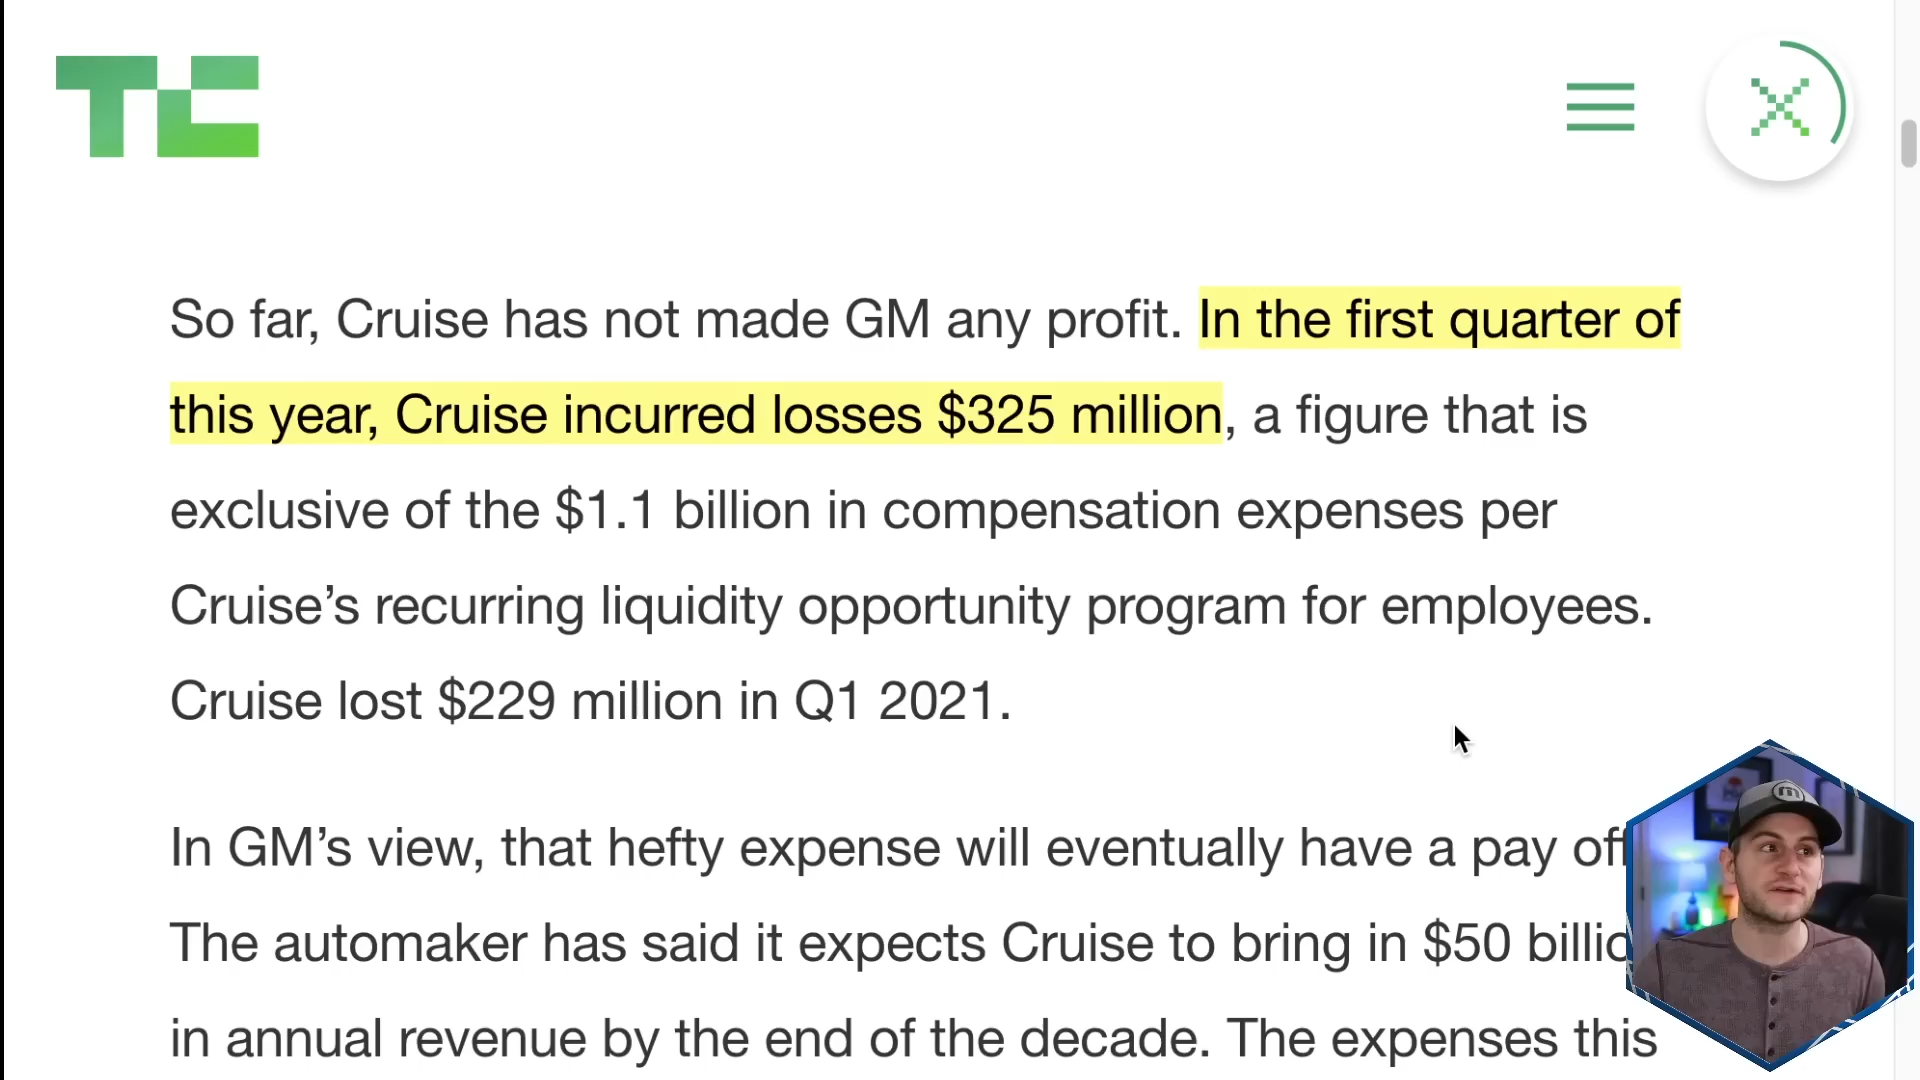 TC
So far, Cruise has not made GM any profit. In the first quarter of
this year, Cruise incurred losses $325 million, a figure that is
exclusive of the $1.1 billion in compensation expenses per
Cruise’s recurring liquidity opportunity program for employees.
Cruise lost $229 million in Q1 2021.
In GM’s view, that hefty expense will eventually have a pay off
The automaker has said it expects Cruise to bring in $50
in annual revenue by the end of the decade. The expenses this
m